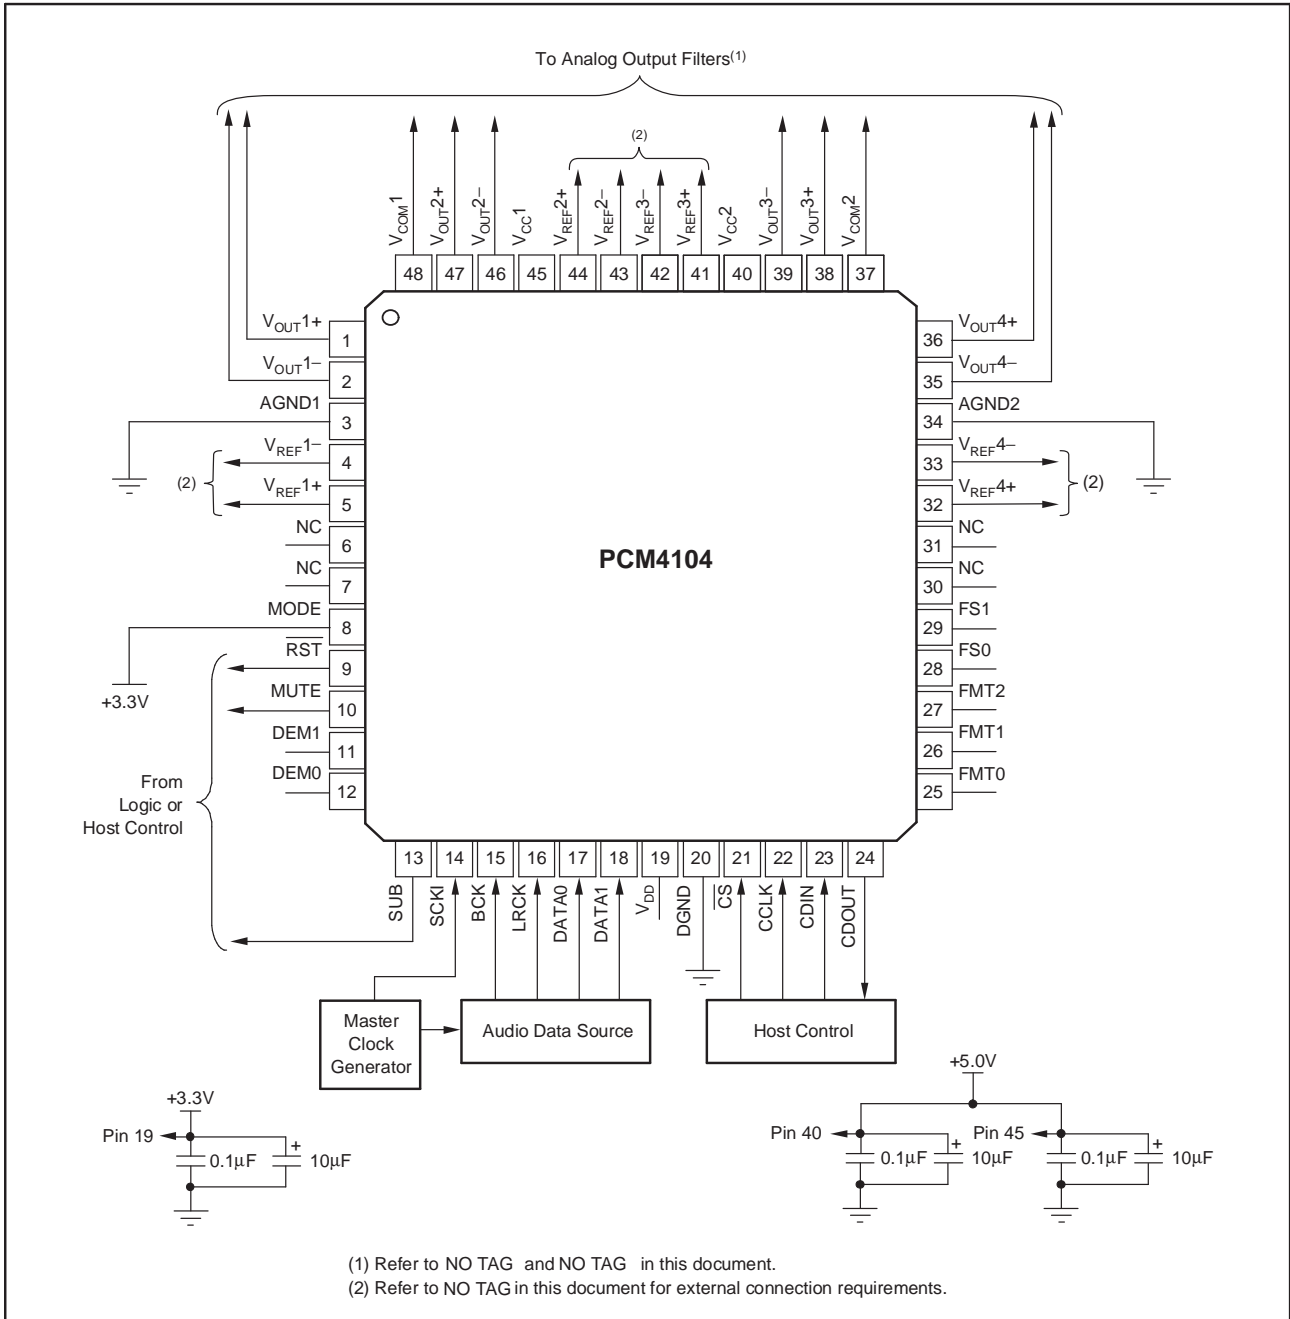 To Analog Output Filters(1)
(2)
VCOM1
VOUT2+
VOUT2−
VCC1
VREF2+
VREF2−
VREF3−
VREF3+
VCC2
VOUT3−
VOUT3+
VCOM2
48 47 46 45 44 43 42 41 40 39 38 37
VOUT1+ 1
VOUT1− 2
AGND1 3
VREF1− 4
(2)
VREF1+ 5
NC 6
NC 7
MODE 8
+3.3V
RST 9
MUTE 10
DEM1 11
DEM0 12
From
Logic or
Host Control
PCM4104
36 VOUT4+
35 VOUT4−
34 AGND2
33 VREF4−
(2)
32 VREF4+
31 NC
30 NC
29 FS1
28 FS0
27 FMT2
26 FMT1
25 FMT0
13 14 15 16 17 18 19 20 21 22 23 24
SUB
SCKI
BCK
LRCK
DATA0
DATA1
VDD
DGND
CS
CCLK
CDIN
CDOUT
Master
Clock
Generator
Audio Data Source
Host Control
+3.3V
Pin 19
0.1µF
+
10µF
+5.0V
Pin 40
0.1µF
+
10µF
Pin 45
0.1µF
+
10µF
(1) Refer to NO TAG and NO TAG in this document.
(2) Refer to NO TAG in this document for external connection requirements.